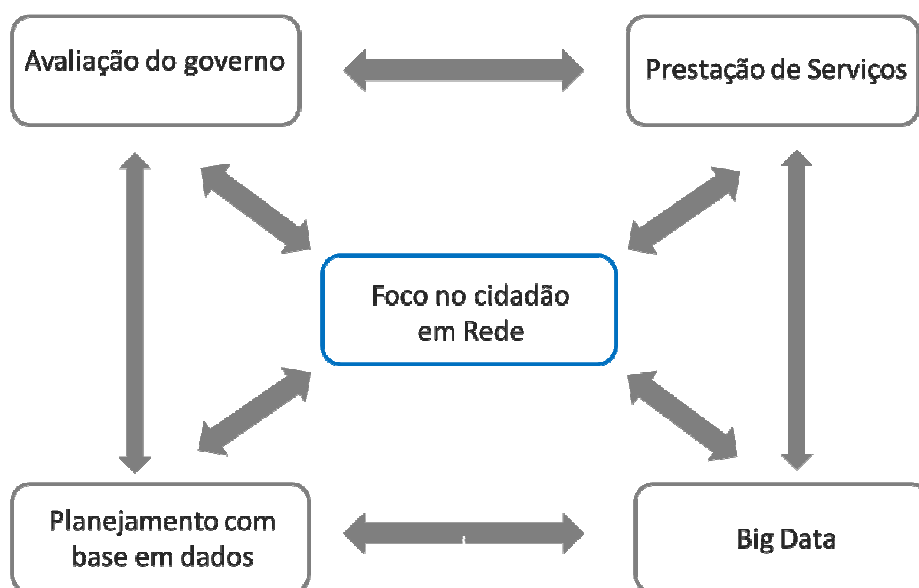 Avaliação do governo
Prestação de Serviços
Foco no cidadão
em Rede
Planejamento com
base em dados
Big Data